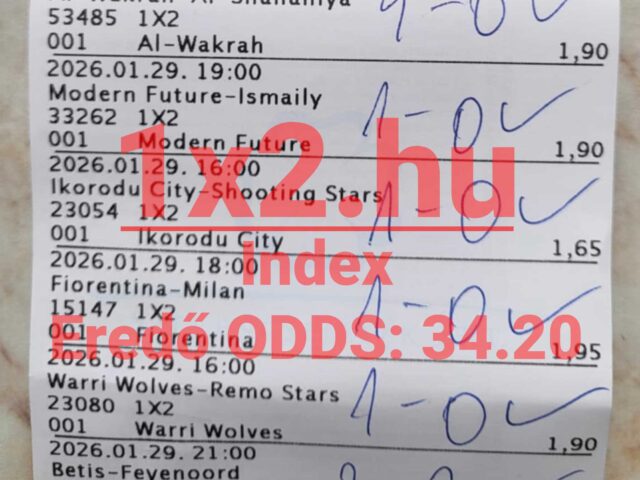 53485 1X2
001 Al-Wakrah 1,90
2026.01.29. 19:00
Modern Future-Ismaily
33262 1X2
1-0 ✓
001 Modern Future 1,90
1x2.hu
2026.01.29. 16:00
Ikorodu City-Shooting Stars
23054 1X2
1-0 ✓
001 Ikorodu City 1,65
Index
2026.01.29. 18:00
Fiorentina-Milan
15147 1X2
1-0 ✓
001 Fiorentina 1,95
Eredő ODDS: 34.20
2026.01.29. 16:00
Warri Wolves-Remo Stars
23080 1X2
1-0 ✓
001 Warri Wolves 1,90
2026.01.29. 21:00
Betis-Feyenoord